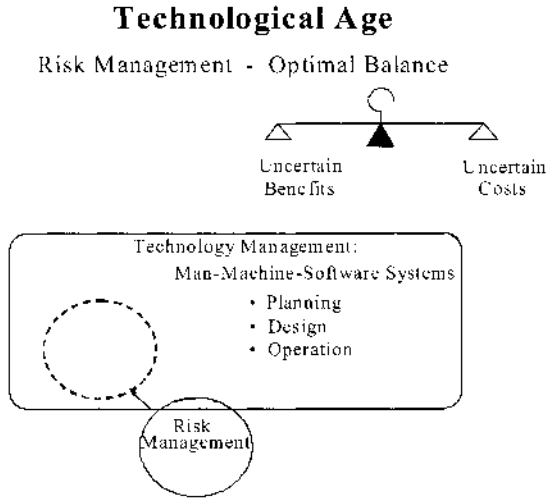 Technological Age
Risk Management - Optimal Balance
Uncertain
Benefits
Uncertain
Costs
Technology Management:
Man-Machine-Software Systems
• Planning
• Design
• Operation
Risk
Management